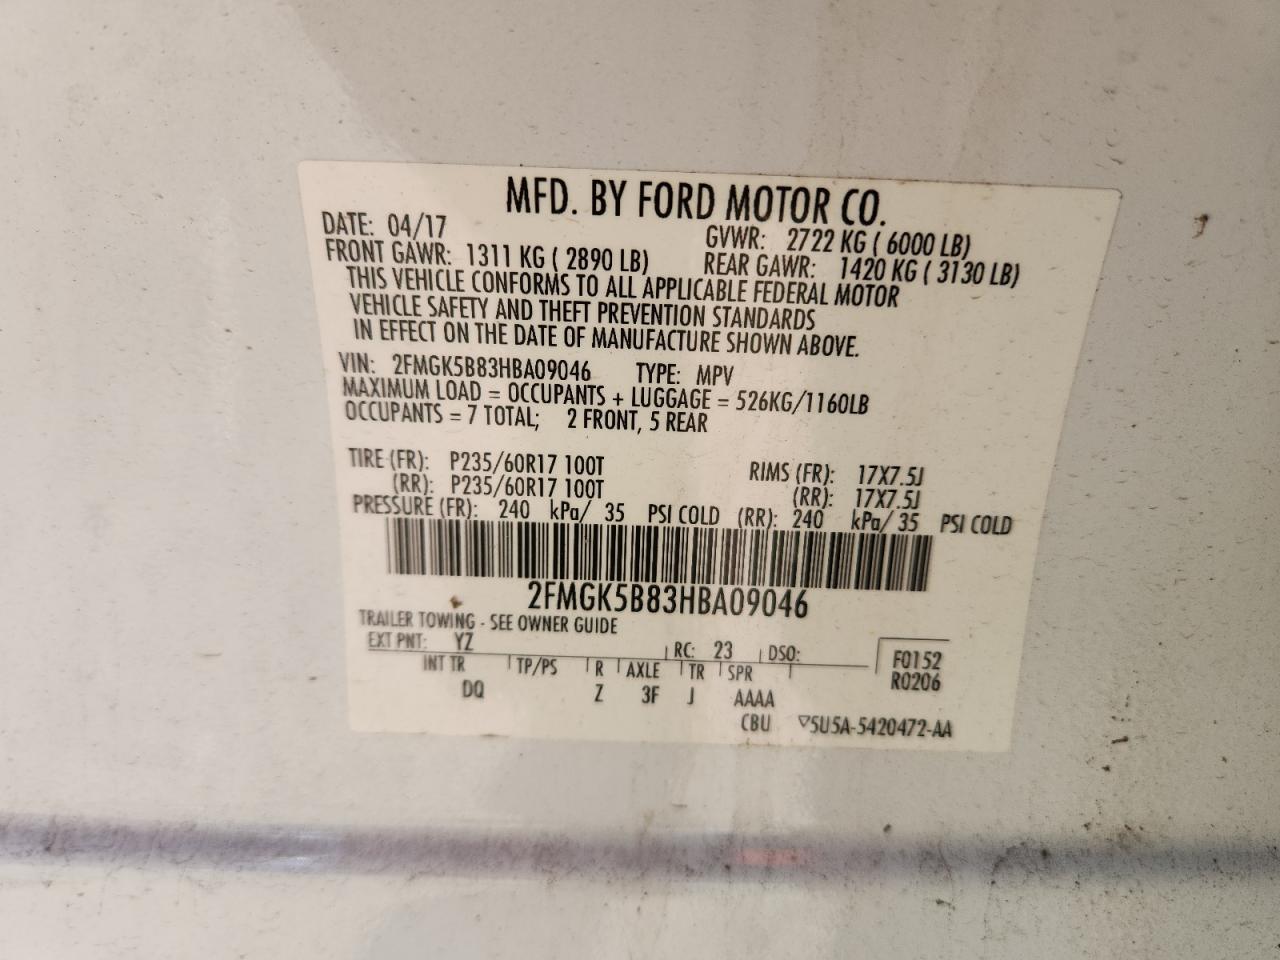 MFD. BY FORD MOTOR CO.
DATE: 04/17 GVWR: 2722 KG ( 6000 LB)
FRONT GAWR: 1311 KG ( 2890 LB) REAR GAWR: 1420 KG ( 3130 LB)
THIS VEHICLE CONFORMS TO ALL APPLICABLE FEDERAL MOTOR
VEHICLE SAFETY AND THEFT PREVENTION STANDARDS
IN EFFECT ON THE DATE OF MANUFACTURE SHOWN ABOVE.
VIN: 2FMGK5B83HBA09046 TYPE: MPV
MAXIMUM LOAD = OCCUPANTS + LUGGAGE = 526KG/1160LB
OCCUPANTS = 7 TOTAL; 2 FRONT, 5 REAR
TIRE (FR): P235/60R17 100T RIMS (FR): 17X7.5J
(RR): P235/60R17 100T (RR): 17X7.5J
PRESSURE (FR): 240 kPa/ 35 PSI COLD (RR): 240 kPa/ 35 PSI COLD
2FMGK5B83HBA09046
TRAILER TOWING - SEE OWNER GUIDE
EXT PNT: YZ RC: 23 DSO: F0152
INT TR TP/PS R AXLE TR SPR R0206
DQ Z 3F J AAAA
CBU ▽5U5A-5420472-AA